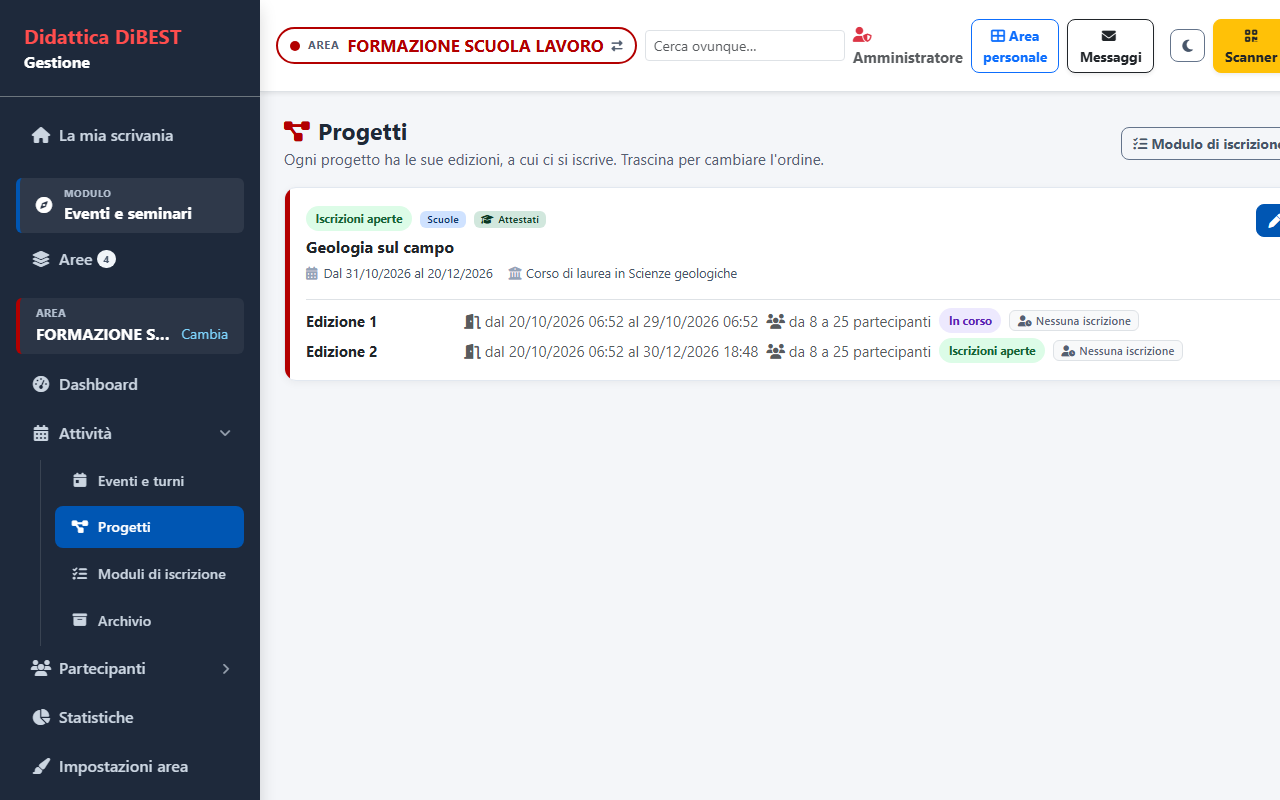 Didattica DiBEST
Gestione
La mia scrivania
MODULO
Eventi e seminari
Aree 4
AREA
FORMAZIONE S... Cambia
Dashboard
Attività
Eventi e turni
Progetti
Moduli di iscrizione
Archivio
Partecipanti
Statistiche
Impostazioni area
AREA FORMAZIONE SCUOLA LAVORO
Cerca ovunque...
Amministratore
Area personale
Messaggi
Scanner
Progetti
Ogni progetto ha le sue edizioni, a cui ci si iscrive. Trascina per cambiare l'ordine.
Modulo di iscrizione
Iscrizioni aperte Scuole Attestati
Geologia sul campo
Dal 31/10/2026 al 20/12/2026 Corso di laurea in Scienze geologiche
Edizione 1 dal 20/10/2026 06:52 al 29/10/2026 06:52 da 8 a 25 partecipanti In corso Nessuna iscrizione
Edizione 2 dal 20/10/2026 06:52 al 30/12/2026 18:48 da 8 a 25 partecipanti Iscrizioni aperte Nessuna iscrizione